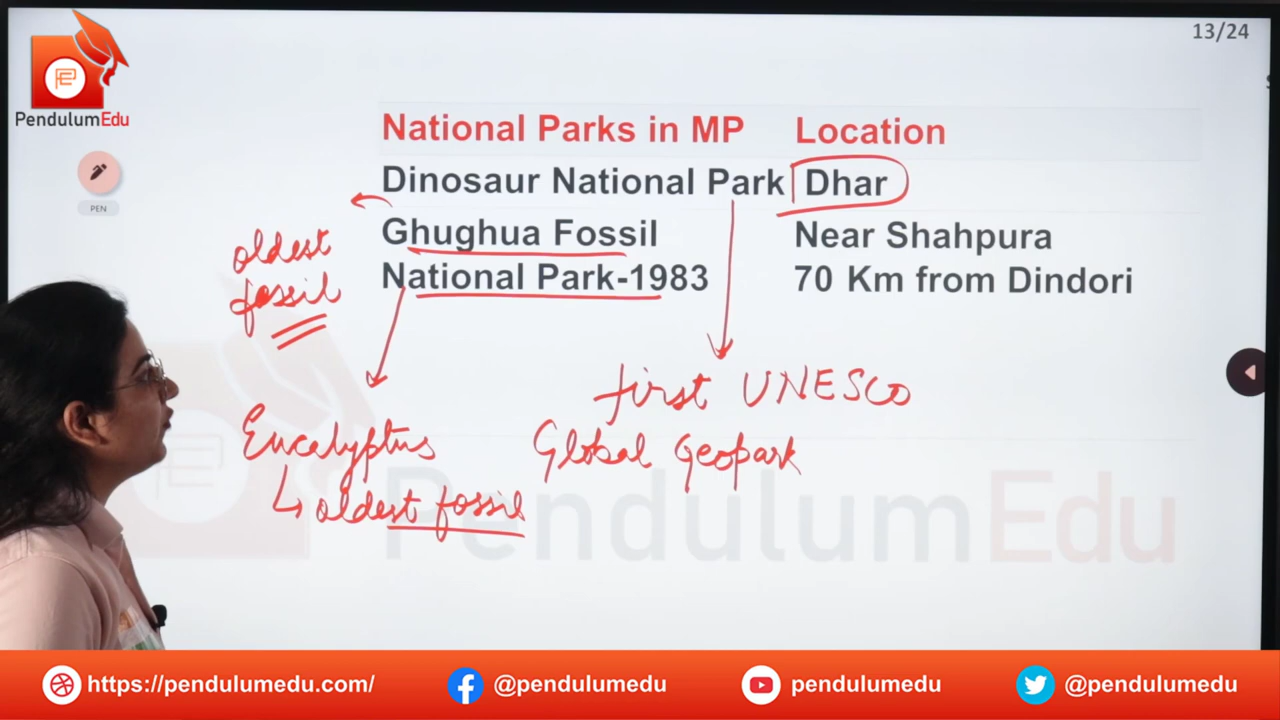 13/24
PendulumEdu
PEN
National Parks in MP Location
Dinosaur National Park Dhar
Ghughua Fossil Near Shahpura
National Park-1983 70 Km from Dindori
oldest
fossil
first UNESCO
Eucalyptus Global Geopark
↳ oldest fossil
PendulumEdu
https://pendulumedu.com/ @pendulumedu pendulumedu @pendulumedu